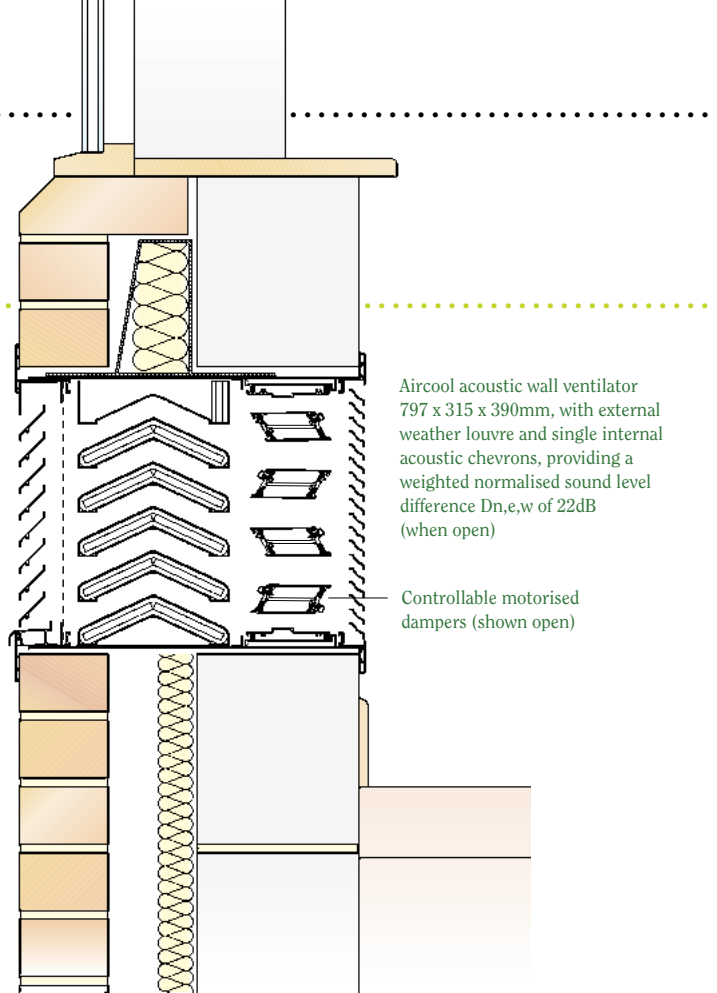 Aircool acoustic wall ventilator
797 x 315 x 390mm, with external
weather louvre and single internal
acoustic chevrons, providing a
weighted normalised sound level
difference Dn,e,w of 22dB
(when open)
Controllable motorised
dampers (shown open)